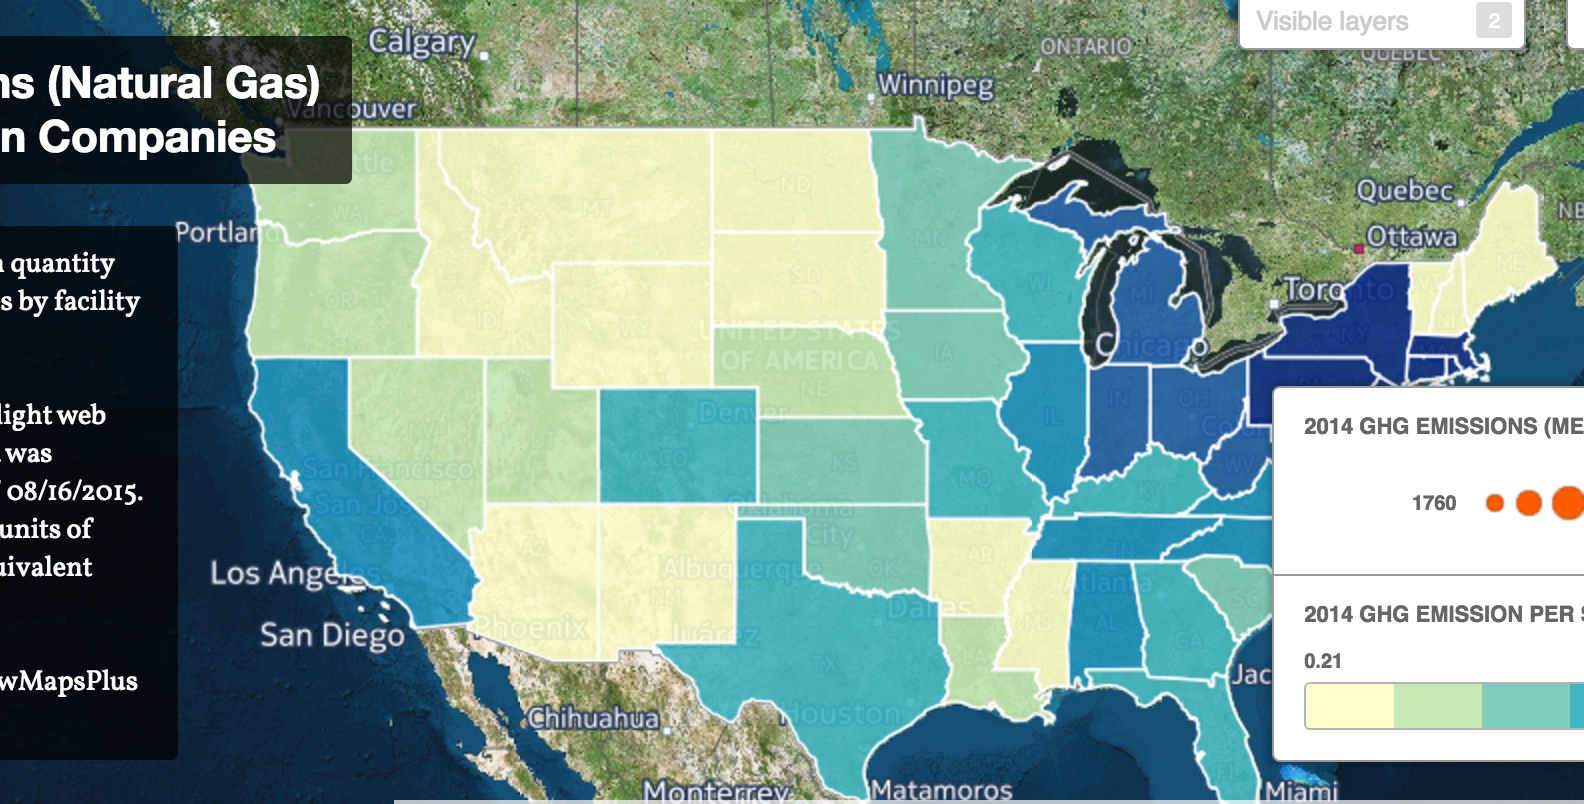 Visible layers 2
Calgary
ONTARIO
QUEBEC
Winnipeg
ns (Natural Gas)
n Companies
Vancouver
Seattle
Quebec
NB
Ottawa
Portland
WA
MT
ND
MN
ME
n quantity
s by facility
OR
ID
SD
WI
MI
Toronto
NY
UNITED STATES
OF AMERICA
Chicago
IA
NE
light web
was
08/16/2015.
units of
uivalent
Denver
NV
CO
KS
MO
IL
IN
OH
WV
KY
San Francisco
San Jose
CA
Oklahoma
City
OK
TN
2014 GHG EMISSIONS (ME
1760
Los Angeles
AZ
Albuquerque
NM
AR
Atlanta
SC
San Diego
Phoenix
Juárez
Dallas
MS
AL
GA
2014 GHG EMISSION PER S
0.21
wMapsPlus
TX
LA
Jac
Chihuahua
Houston
Monterrey
Matamoros
FL
Miami